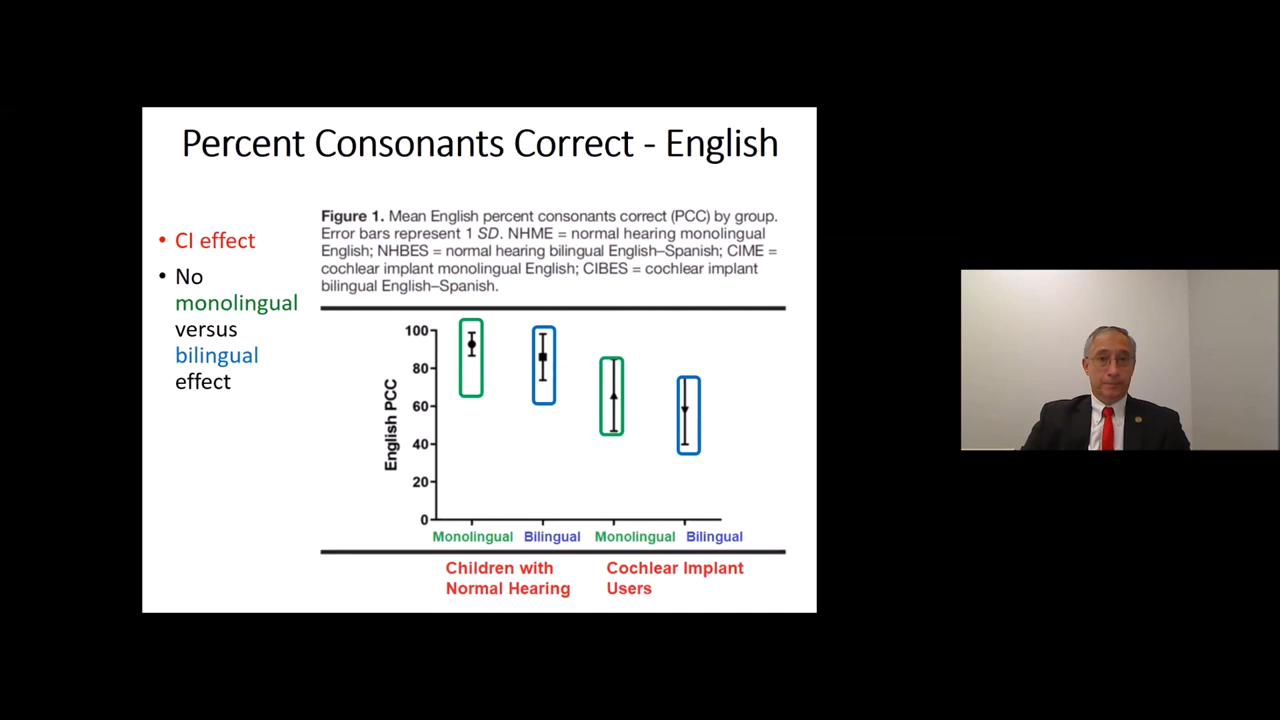 Percent Consonants Correct - English
• CI effect
• No
monolingual
versus
bilingual
effect
Figure 1. Mean English percent consonants correct (PCC) by group.
Error bars represent 1 SD. NHME = normal hearing monolingual
English; NHBES = normal hearing bilingual English–Spanish; CIME =
cochlear implant monolingual English; CIBES = cochlear implant
bilingual English–Spanish.
English PCC
100
80
60
40
20
0
Monolingual Bilingual Monolingual Bilingual
Children with
Normal Hearing
Cochlear Implant
Users